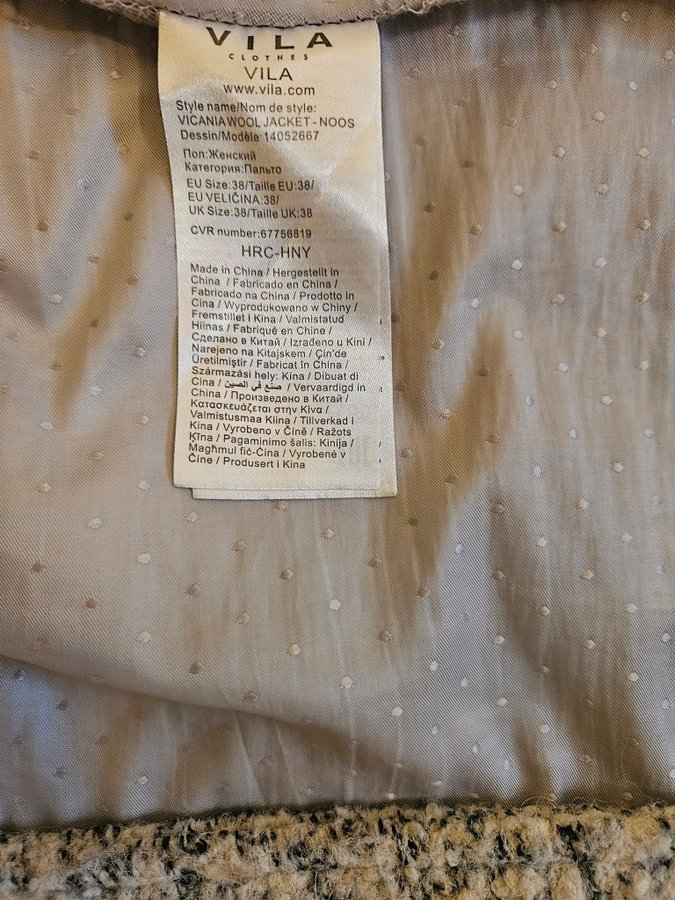 VILA
CLOTHES
VILA
www.vila.com
Style name/Nom de style:
VICANIA WOOL JACKET - NOOS
Dessin/Modèle 14052667
Пол:Женский
Категория:Пальто
EU Size:38/Taille EU:38/
EU VELIČINA:38/
UK Size:38/Taille UK:38
CVR number:67756819
HRC-HNY
Made in China / Hergestellt in
China / Fabricado en China /
Fabricado na China / Prodotto in
Cina / Wyprodukowano w Chiny /
Fremstillet i Kina / Valmistatud
Hiinas / Fabriqué en Chine /
Сделано в Китай / Izrađeno u Kini /
Narejeno na Kitajskem / Çin'de
Üretilmiştir / Fabricat în China /
Származási hely: Kína / Dibuat di
Cina / صنع في الصين / Vervaardigd in
China / Произведено в Китай /
Κατασκευάζεται στην Κίνα /
Valmistusmaa Kiina / Tillverkad i
Kina / Vyrobeno v Číně / Ražots
Ķīna / Pagaminimo šalis: Kinija /
Magħmul fiċ-Ċina / Vyrobené v
Číne / Produsert i Kina